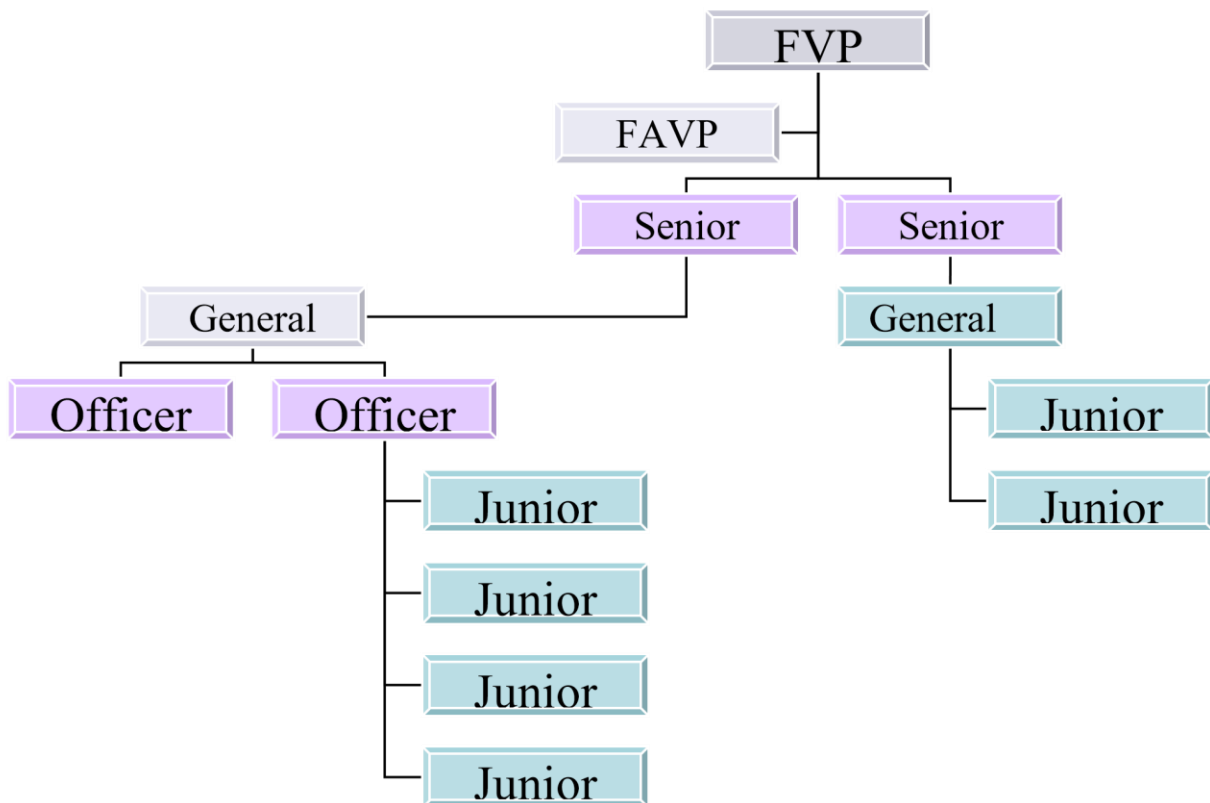 FVP
FAVP
Senior
Senior
General
General
Officer
Officer
Junior
Junior
Junior
Junior
Junior
Junior